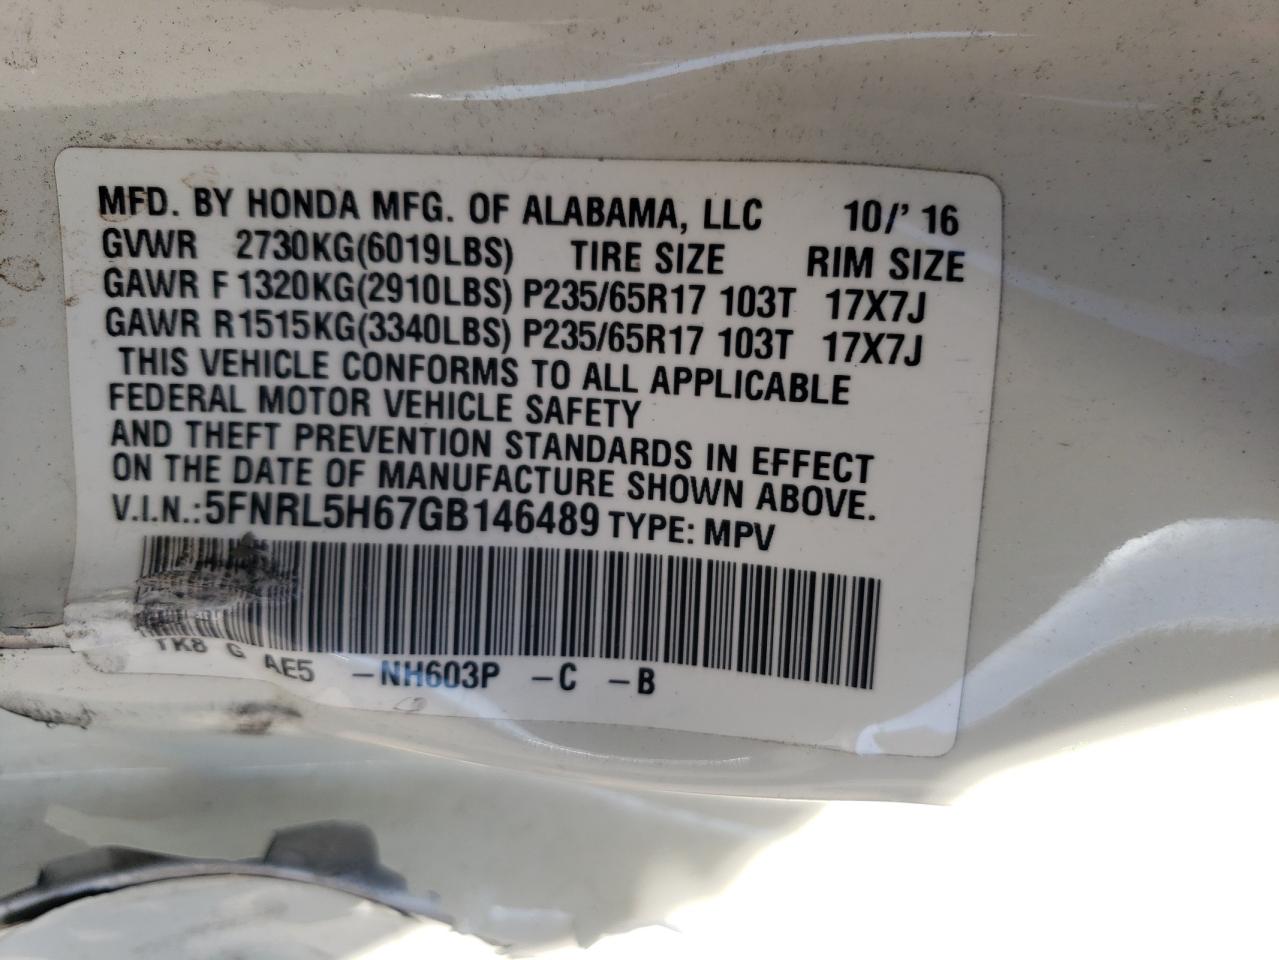 MFD. BY HONDA MFG. OF ALABAMA, LLC 10/' 16
GVWR 2730KG(6019LBS) TIRE SIZE RIM SIZE
GAWR F 1320KG(2910LBS) P235/65R17 103T 17X7J
GAWR R1515KG(3340LBS) P235/65R17 103T 17X7J
THIS VEHICLE CONFORMS TO ALL APPLICABLE
FEDERAL MOTOR VEHICLE SAFETY
AND THEFT PREVENTION STANDARDS IN EFFECT
ON THE DATE OF MANUFACTURE SHOWN ABOVE.
V.I.N.:5FNRL5H67GB146489 TYPE: MPV
TK8 G AE5 -NH603P -C -B